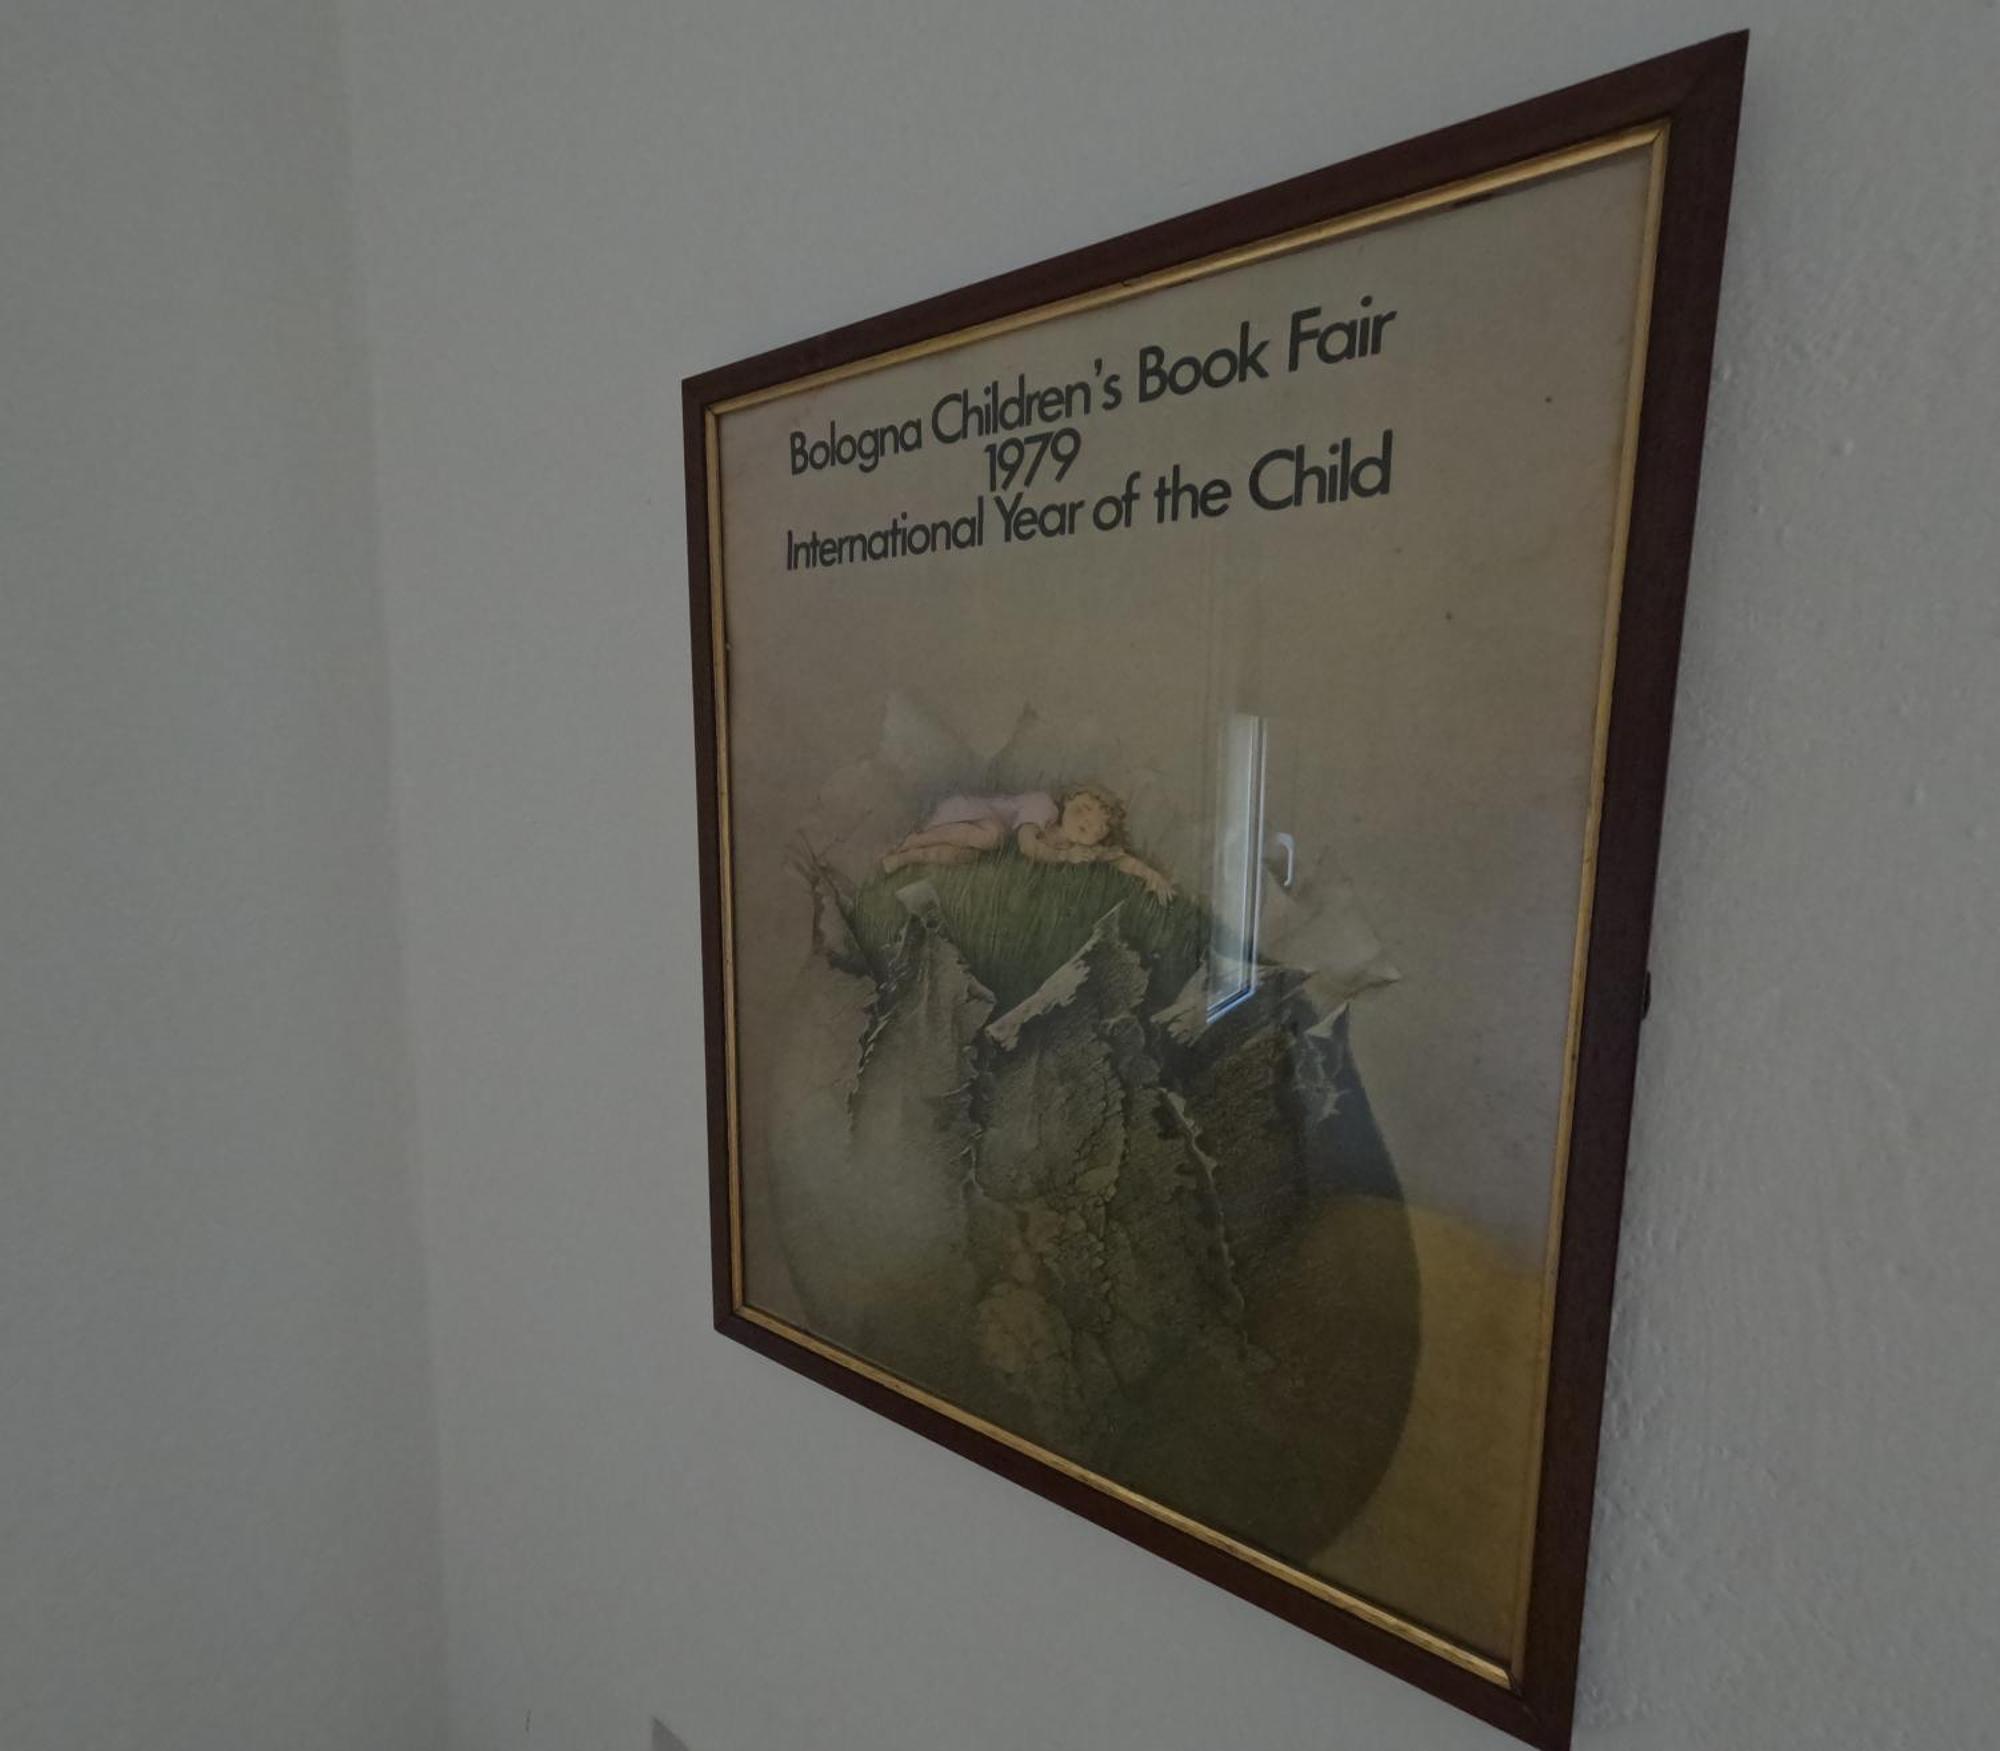 Bologna Children's Book Fair
1979
International Year of the Child